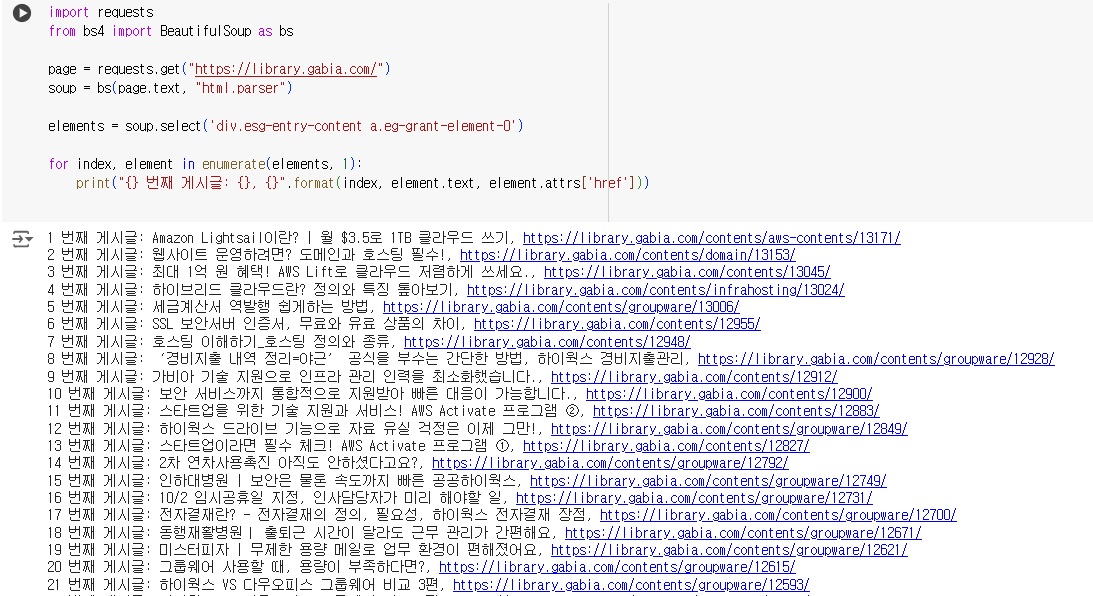 import requests
from bs4 import BeautifulSoup as bs
page = requests.get("https://library.gabia.com/")
soup = bs(page.text, "html.parser")
elements = soup.select('div.esg-entry-content a.eg-grant-element-0')
for index, element in enumerate(elements, 1):
    print("{} 번째 게시글: {}, {}".format(index, element.text, element.attrs['href']))
1 번째 게시글: Amazon Lightsail이란? | 월 $3.5로 1TB 클라우드 쓰기, https://library.gabia.com/contents/aws-contents/13171/
2 번째 게시글: 웹사이트 운영하려면? 도메인과 호스팅 필수!, https://library.gabia.com/contents/domain/13153/
3 번째 게시글: 최대 1억 원 혜택! AWS Lift로 클라우드 저렴하게 쓰세요., https://library.gabia.com/contents/13045/
4 번째 게시글: 하이브리드 클라우드란? 정의와 특징 톺아보기, https://library.gabia.com/contents/infrahosting/13024/
5 번째 게시글: 세금계산서 역발행 쉽게하는 방법, https://library.gabia.com/contents/groupware/13006/
6 번째 게시글: SSL 보안서버 인증서, 무료와 유료 상품의 차이, https://library.gabia.com/contents/12955/
7 번째 게시글: 호스팅 이해하기_호스팅 정의와 종류, https://library.gabia.com/contents/12948/
8 번째 게시글: ‘경비지출 내역 정리=야근’ 공식을 부수는 간단한 방법, 하이웍스 경비지출관리, https://library.gabia.com/contents/groupware/12928/
9 번째 게시글: 가비아 기술 지원으로 인프라 관리 인력을 최소화했습니다., https://library.gabia.com/contents/12912/
10 번째 게시글: 보안 서비스까지 통합적으로 지원받아 빠른 대응이 가능합니다., https://library.gabia.com/contents/12900/
11 번째 게시글: 스타트업을 위한 기술 지원과 서비스! AWS Activate 프로그램 ②, https://library.gabia.com/contents/12883/
12 번째 게시글: 하이웍스 드라이브 기능으로 자료 유실 걱정은 이제 그만!, https://library.gabia.com/contents/groupware/12849/
13 번째 게시글: 스타트업이라면 필수 체크! AWS Activate 프로그램 ①, https://library.gabia.com/contents/12827/
14 번째 게시글: 2차 연차사용촉진 아직도 안하셨다고요?, https://library.gabia.com/contents/groupware/12792/
15 번째 게시글: 인하대병원 | 보안은 물론 속도까지 빠른 공공하이웍스, https://library.gabia.com/contents/groupware/12749/
16 번째 게시글: 10/2 임시공휴일 지정, 인사담당자가 미리 해야할 일, https://library.gabia.com/contents/groupware/12731/
17 번째 게시글: 전자결재란? - 전자결재의 정의, 필요성, 하이웍스 전자결재 장점, https://library.gabia.com/contents/groupware/12700/
18 번째 게시글: 동행재활병원ㅣ 출퇴근 시간이 달라도 근무 관리가 간편해요, https://library.gabia.com/contents/groupware/12671/
19 번째 게시글: 미스터피자 | 무제한 용량 메일로 업무 환경이 편해졌어요, https://library.gabia.com/contents/groupware/12621/
20 번째 게시글: 그룹웨어 사용할 때, 용량이 부족하다면?, https://library.gabia.com/contents/groupware/12615/
21 번째 게시글: 하이웍스 VS 다우오피스 그룹웨어 비교 3편, https://library.gabia.com/contents/groupware/12593/